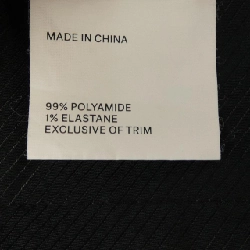 MADE IN CHINA
99% POLYAMIDE
1% ELASTANE
EXCLUSIVE OF TRIM